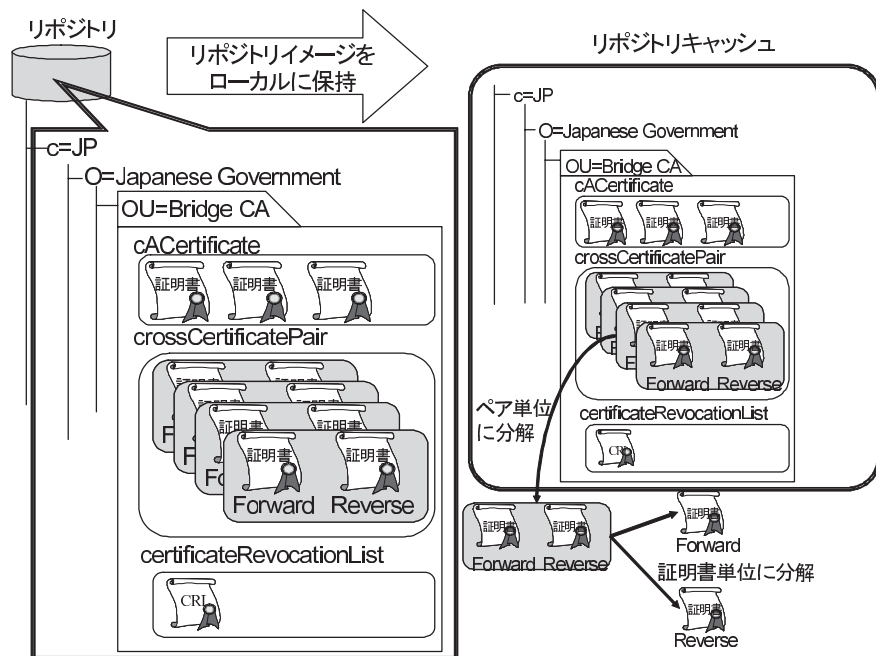 リポジトリ
リポジトリイメージを
ローカルに保持
リポジトリキャッシュ
c=JP
O=Japanese Government
OU=Bridge CA
cACertificate
証明書
証明書
証明書
crossCertificatePair
証明書
証明書
Forward
Reverse
certificateRevocationList
CRL
c=JP
O=Japanese Government
OU=Bridge CA
cACertificate
証明書
証明書
証明書
crossCertificatePair
証明書
証明書
Forward
Reverse
certificateRevocationList
CRL
ペア単位
に分解
証明書
証明書
Forward
Reverse
証明書
Forward
証明書単位に分解
証明書
Reverse